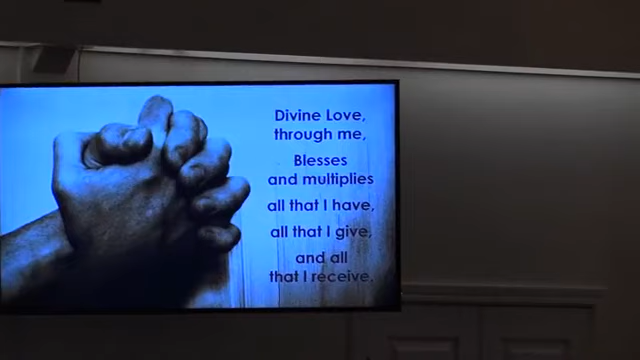 Divine Love,
through me,
Blesses
and multiplies
all that I have,
all that I give,
and all
that I receive.